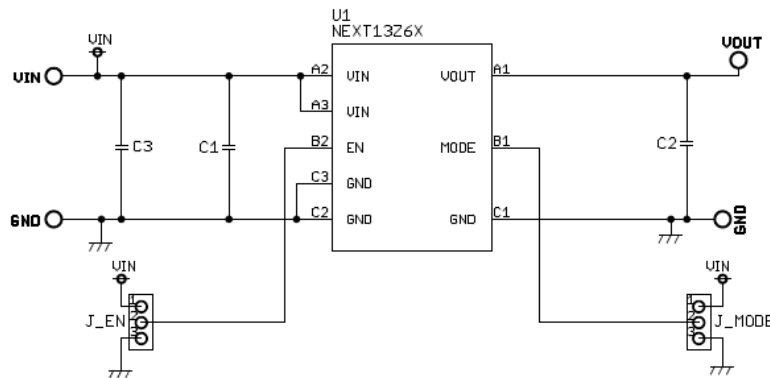 U1
NEXT13Z6X
VIN
VIN
VOUT
A2 VIN VOUT A1
A3 VIN
C3 C1 B2 EN MODE B1 C2
C3 GND
GND C2 GND GND C1 GND
VIN VIN
1 1
J_EN 2 2 J_MODE
3 3